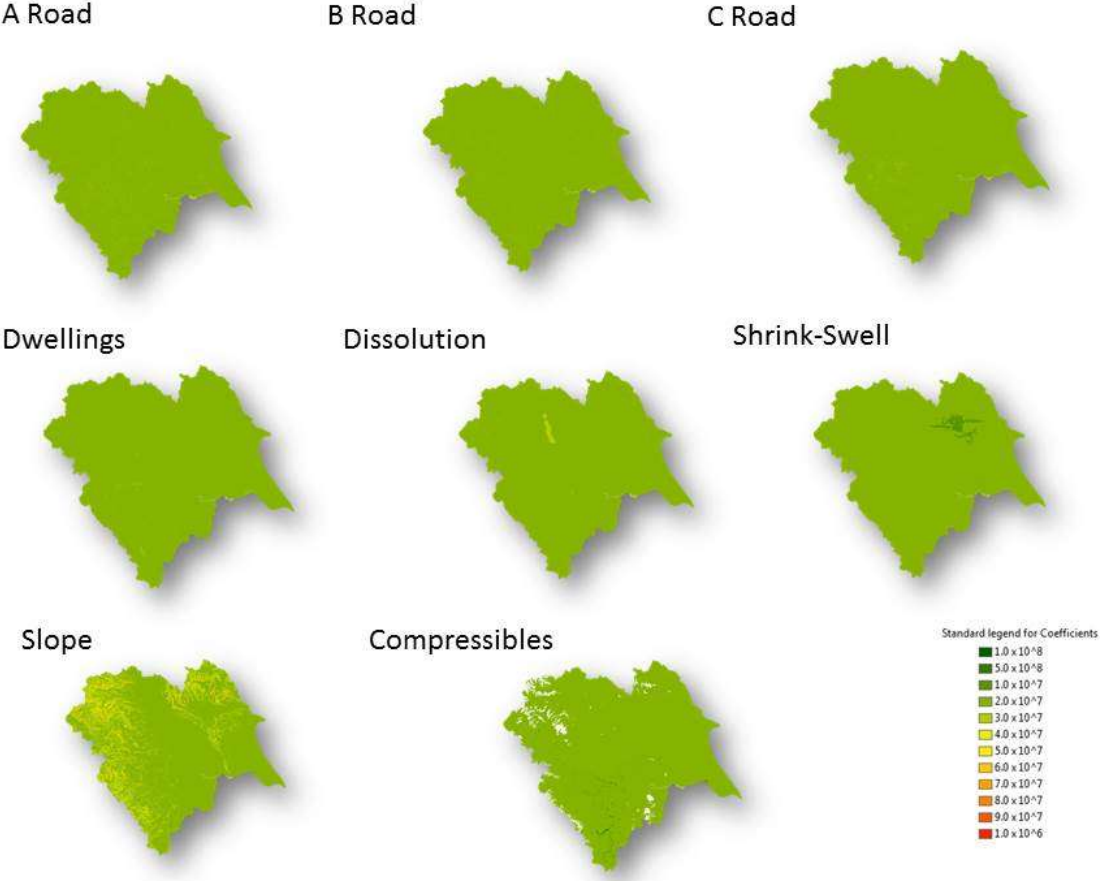 A Road
B Road
C Road
Dwellings
Dissolution
Shrink-Swell
Slope
Compressibles
Standard legend for Coefficients
1.0 x 10^8
5.0 x 10^8
1.0 x 10^7
2.0 x 10^7
3.0 x 10^7
4.0 x 10^7
5.0 x 10^7
6.0 x 10^7
7.0 x 10^7
8.0 x 10^7
9.0 x 10^7
1.0 x 10^6